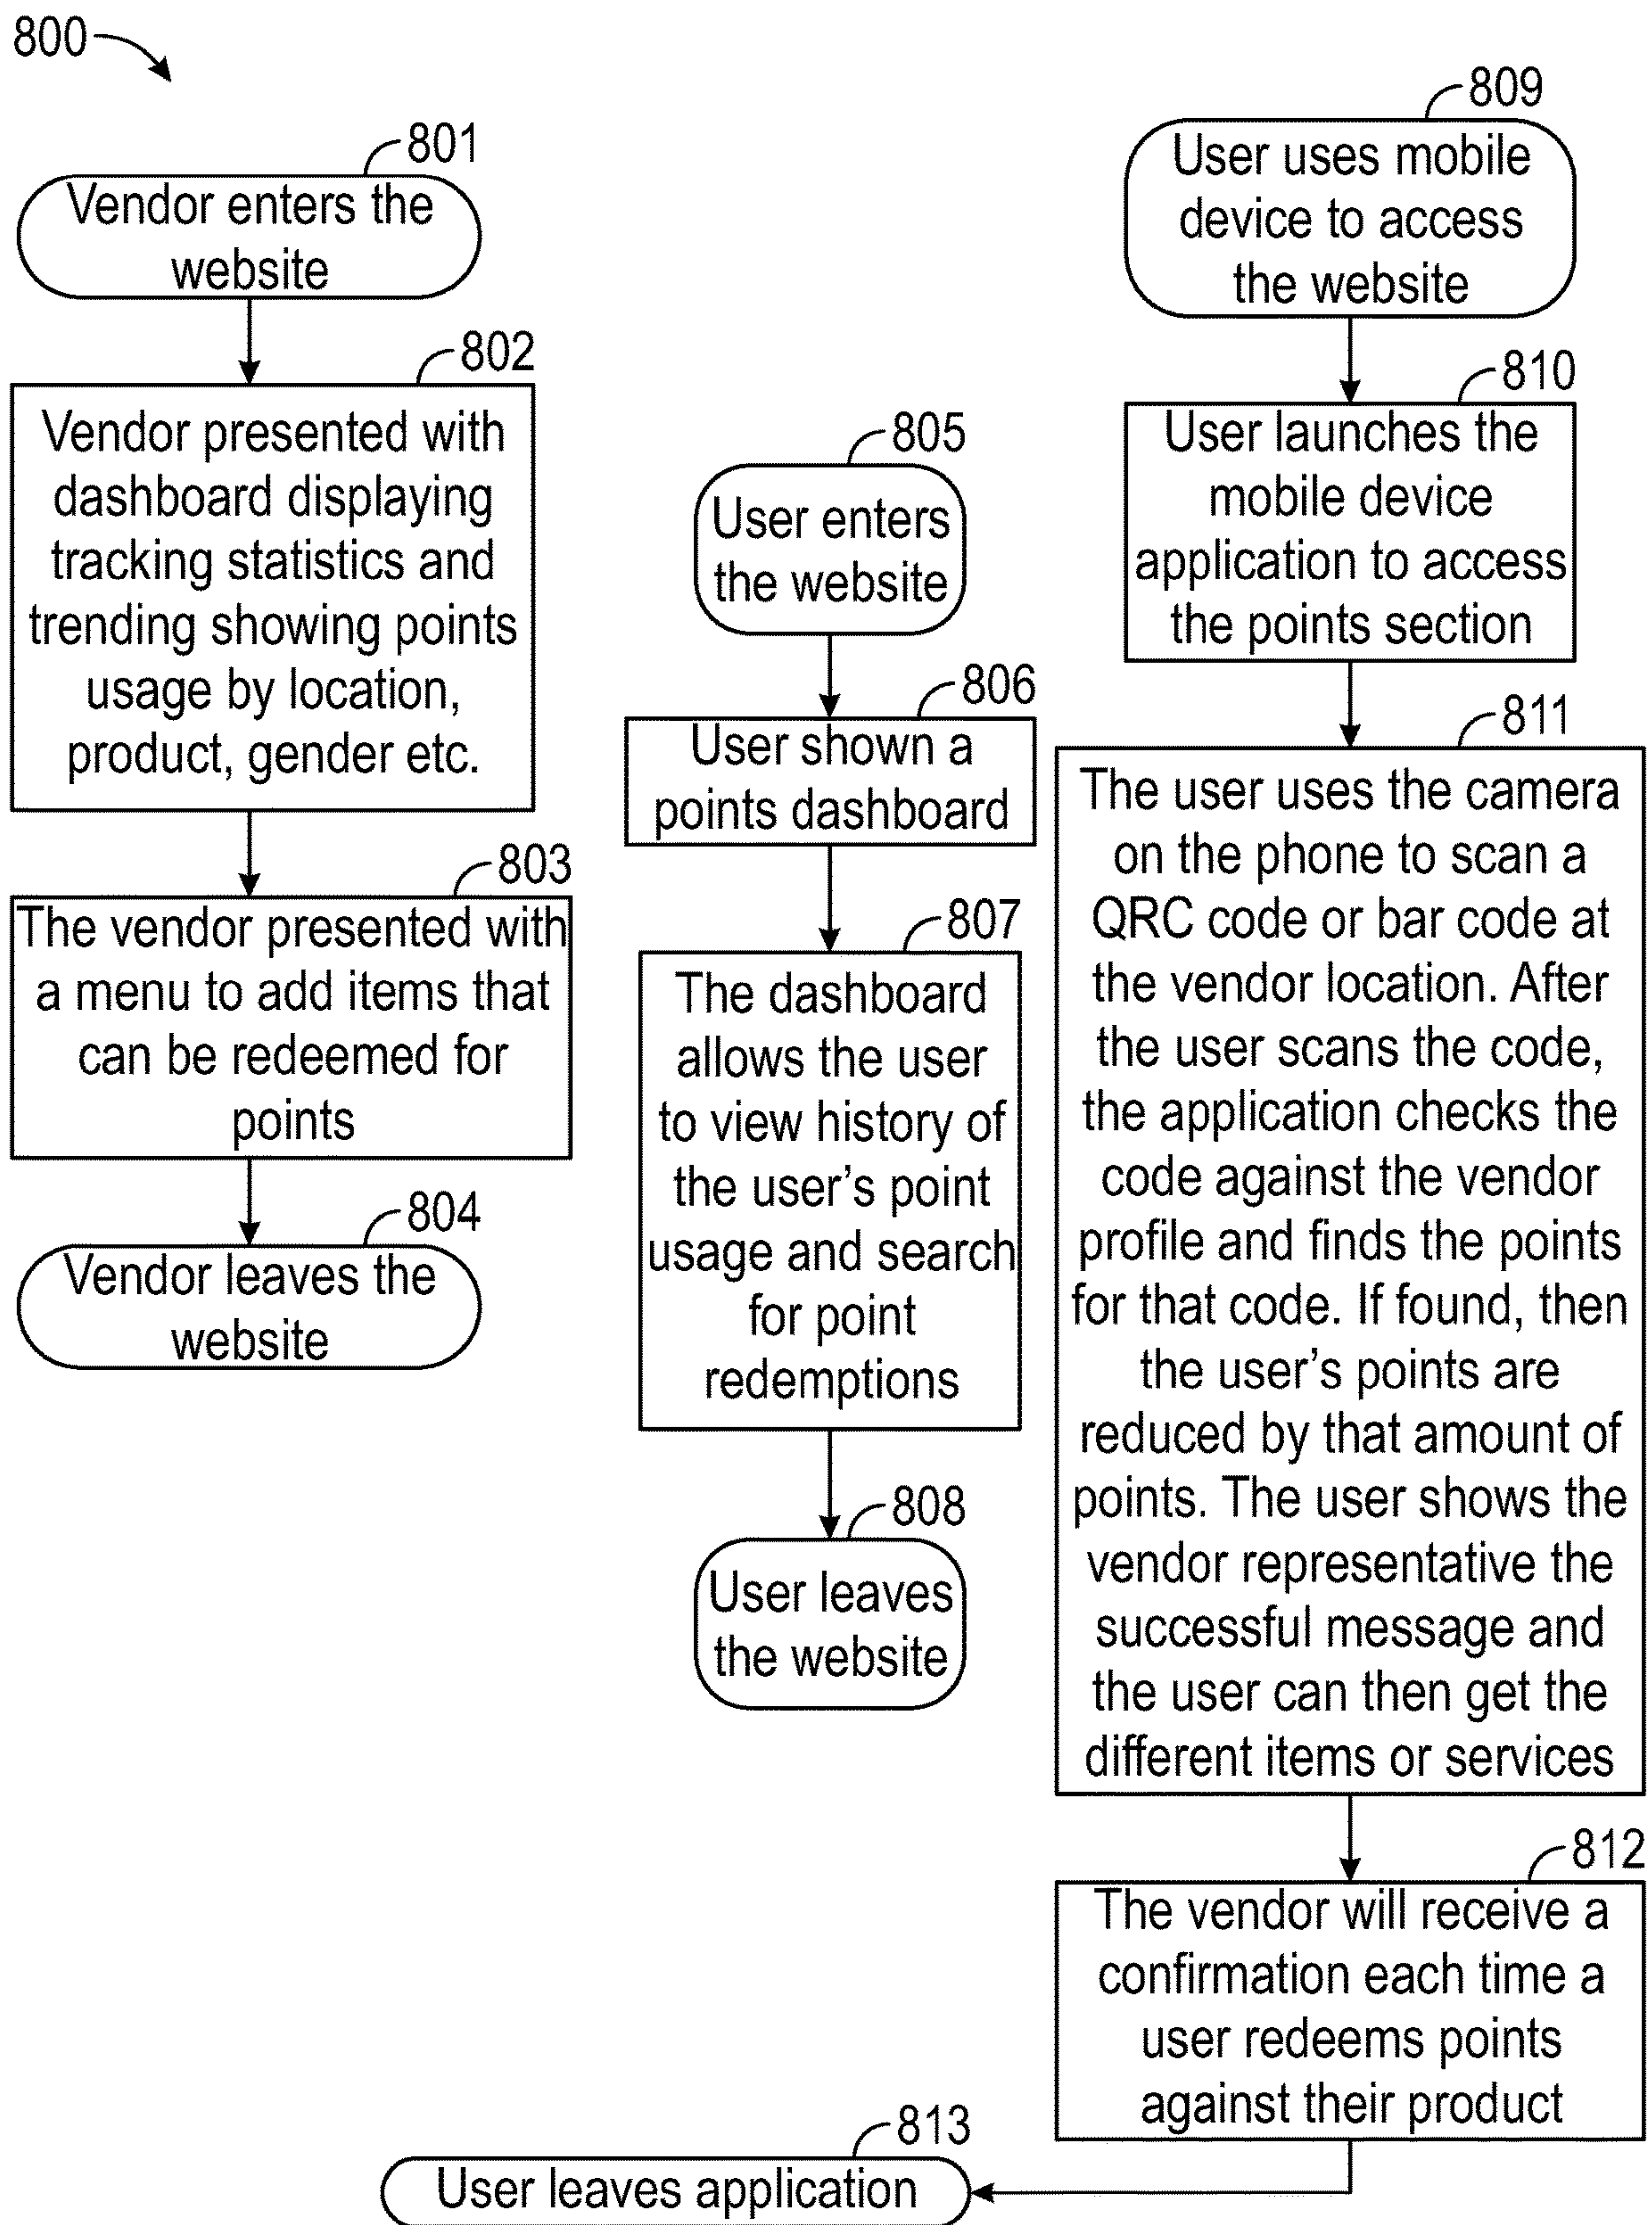 800
801
Vendor enters the
website
802
Vendor presented with
dashboard displaying
tracking statistics and
trending showing points
usage by location,
product, gender etc.
803
The vendor presented with
a menu to add items that
can be redeemed for
points
804
Vendor leaves the
website
805
User enters
the website
806
User shown a
points dashboard
807
The dashboard
allows the user
to view history of
the user’s point
usage and search
for point
redemptions
808
User leaves
the website
809
User uses mobile
device to access
the website
810
User launches the
mobile device
application to access
the points section
811
The user uses the camera
on the phone to scan a
QRC code or bar code at
the vendor location. After
the user scans the code,
the application checks the
code against the vendor
profile and finds the points
for that code. If found, then
the user’s points are
reduced by that amount of
points. The user shows the
vendor representative the
successful message and
the user can then get the
different items or services
812
The vendor will receive a
confirmation each time a
user redeems points
against their product
813
User leaves application